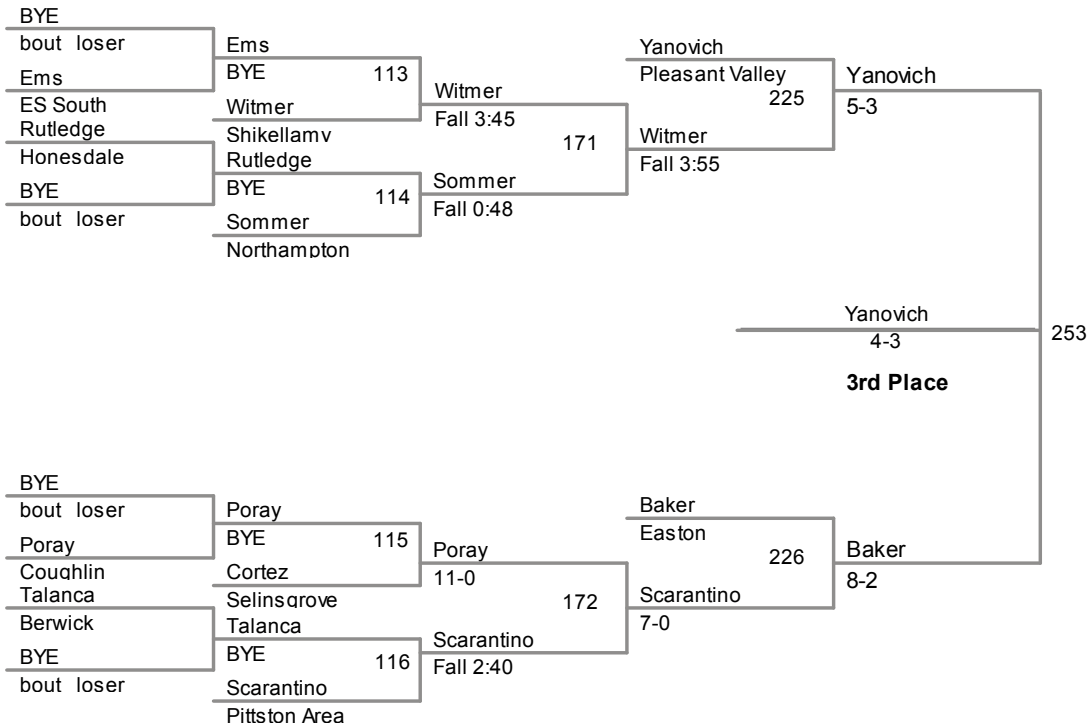 BYE
bout loser
Ems
ES South
Rutledge
Honesdale
BYE
bout loser
Ems
BYE
113
Witmer
Shikellamy
Rutledge
BYE
114
Sommer
Northampton
Witmer
Fall 3:45
171
Sommer
Fall 0:48
Yanovich
Pleasant Valley
225
Witmer
Fall 3:55
Yanovich
5-3
Yanovich
4-3
253
3rd Place
BYE
bout loser
Poray
Coughlin
Talanca
Berwick
BYE
bout loser
Poray
BYE
115
Cortez
Selinsgrove
Talanca
BYE
116
Scarantino
Pittston Area
Poray
11-0
172
Scarantino
Fall 2:40
Baker
Easton
226
Scarantino
7-0
Baker
8-2